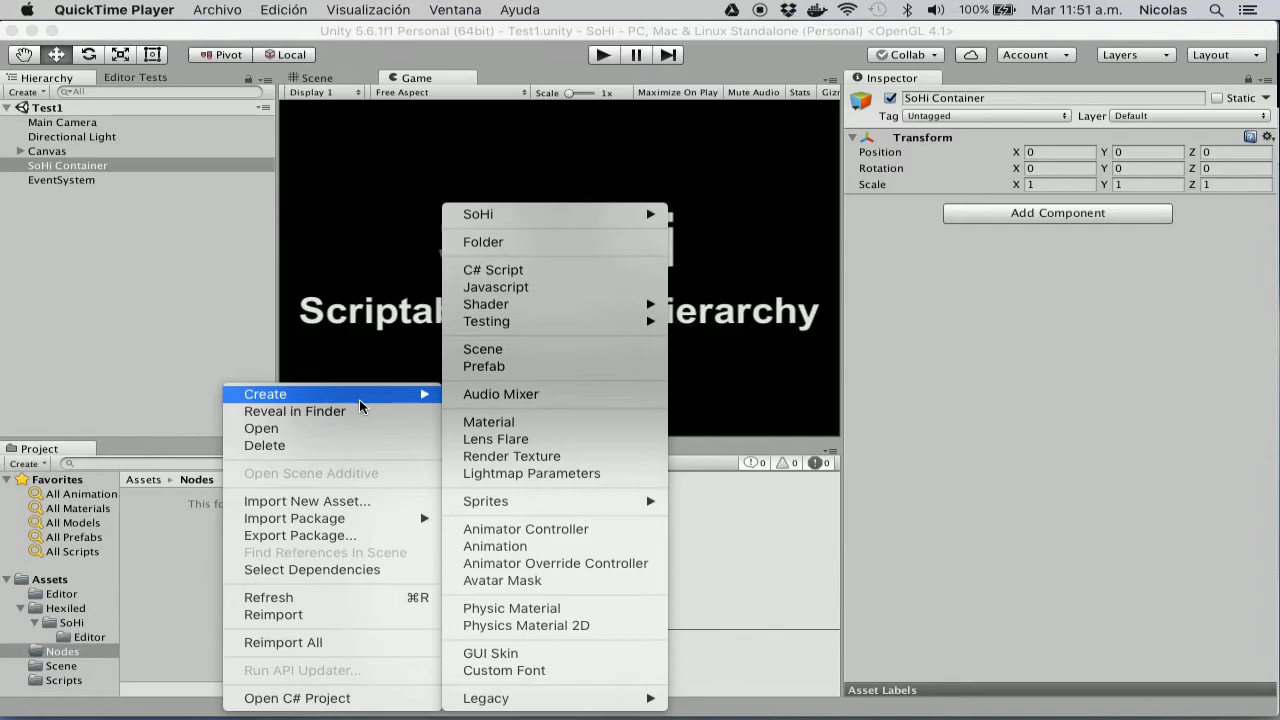 QuickTime Player Archivo Edición Visualización Ventana Ayuda 100% Mar 11:51 a.m. Nicolas
Unity 5.6.1f1 Personal (64bit) - Test1.unity - SoHi - PC, Mac & Linux Standalone (Personal) <OpenGL 4.1>
Pivot Local Collab Account Layers Layout
Hierarchy Editor Tests Scene Game Inspector
Create All Display 1 Free Aspect Scale 1x Maximize On Play Mute Audio Stats Giz
SoHi Container Static
Tag Untagged Layer Default
Test1
Main Camera
Directional Light
Canvas
SoHi Container
EventSystem
Transform
Position X 0 Y 0 Z 0
Rotation X 0 Y 0 Z 0
Scale X 1 Y 1 Z 1
Add Component
Scriptab ierarchy
SoHi
Folder
C# Script
Javascript
Shader
Testing
Scene
Prefab
Audio Mixer
Material
Lens Flare
Render Texture
Lightmap Parameters
Sprites
Animator Controller
Animation
Animator Override Controller
Avatar Mask
Physic Material
Physics Material 2D
GUI Skin
Custom Font
Legacy
Create
Reveal in Finder
Open
Delete
Open Scene Additive
Import New Asset...
Import Package
Export Package...
Find References In Scene
Select Dependencies
Refresh ⌘R
Reimport
Reimport All
Run API Updater...
Open C# Project
Project
Create 0 0 0
Favorites
All Animation
All Materials
All Models
All Prefabs
All Scripts
Assets
Editor
Hexiled
SoHi
Editor
Nodes
Scene
Scripts
Assets Nodes
This fo
Asset Labels